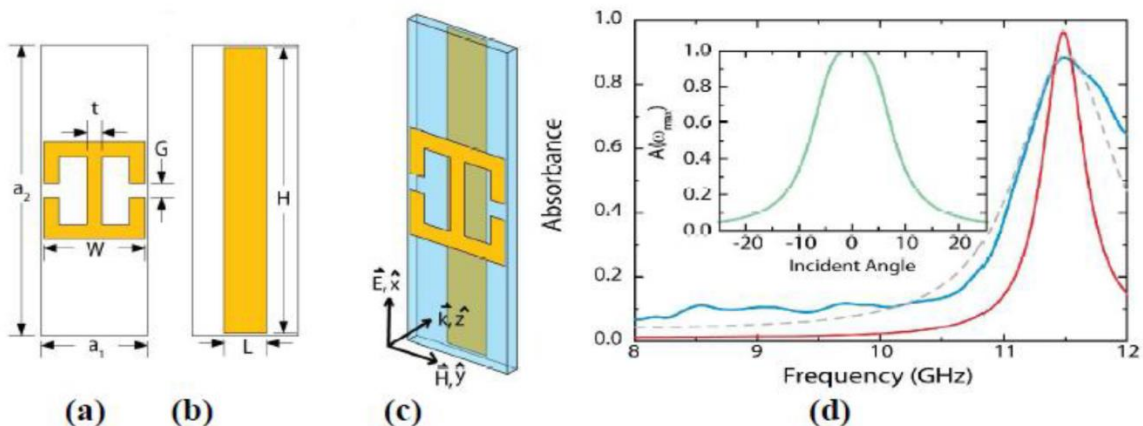 a₂
t
G
W
a₁
H
L
E, x̂
k, ẑ
H, ŷ
Absorbance
1.0
0.8
0.6
0.4
0.2
0.0
8
9
10
11
12
Frequency (GHz)
A(ωmax)
1.0
0.8
0.6
0.4
0.2
0.0
-20
-10
0
10
20
Incident Angle
(a)
(b)
(c)
(d)